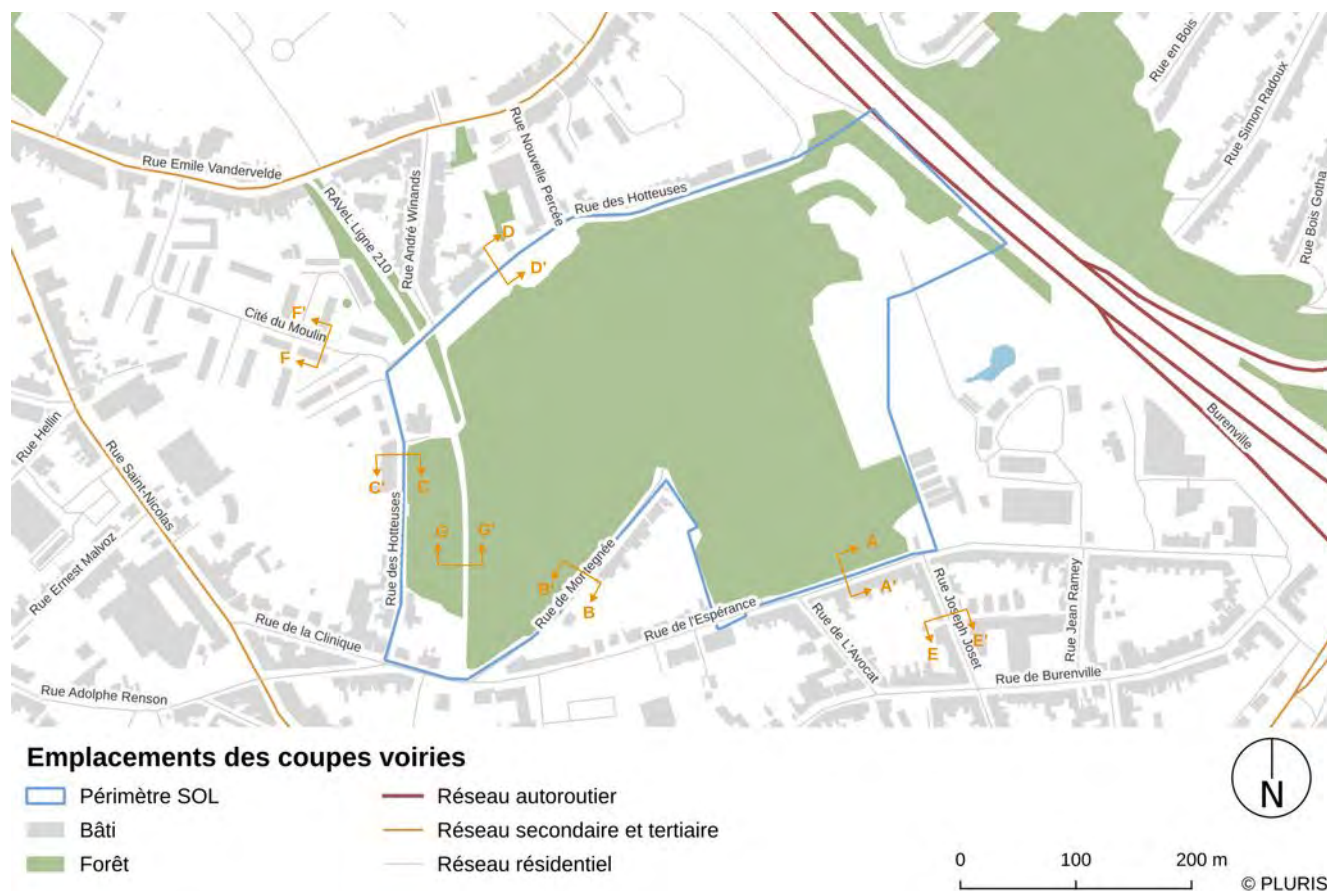 Rue en Bois
Rue Simon Radoux
Rue Bois Gotha
Rue Emile Vandervelde
RAVeL: Ligne 210
Rue André Winands
Rue Nouvelle Percée
Rue des Hotteuses
D
D'
F'
Cité du Moulin
F
Rue Hellin
Rue Saint-Nicolas
Burenville
C'
C
G
G'
Rue des Hotteuses
Rue Ernest Malvoz
B'
B
Rue de Montegnée
A
A'
Rue de la Clinique
Rue de l'Espérance
Rue de L'Avocat
Rue Joseph Joset
Rue Jean Ramey
E
E'
Rue de Burenville
Rue Adolphe Renson
Emplacements des coupes voiries
Périmètre SOL
Réseau autoroutier
Bâti
Réseau secondaire et tertiaire
Forêt
Réseau résidentiel
N
0 100 200 m
© PLURIS